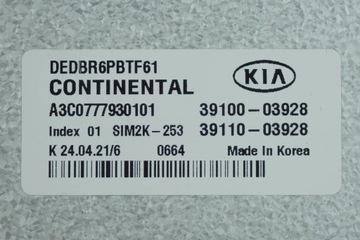 DEDBR6PBTF61
CONTINENTAL
KIA
A3C0777930101 39100-03928
Index 01 SIM2K-253 39110-03928
K 24.04.21/6 0664 Made in Korea